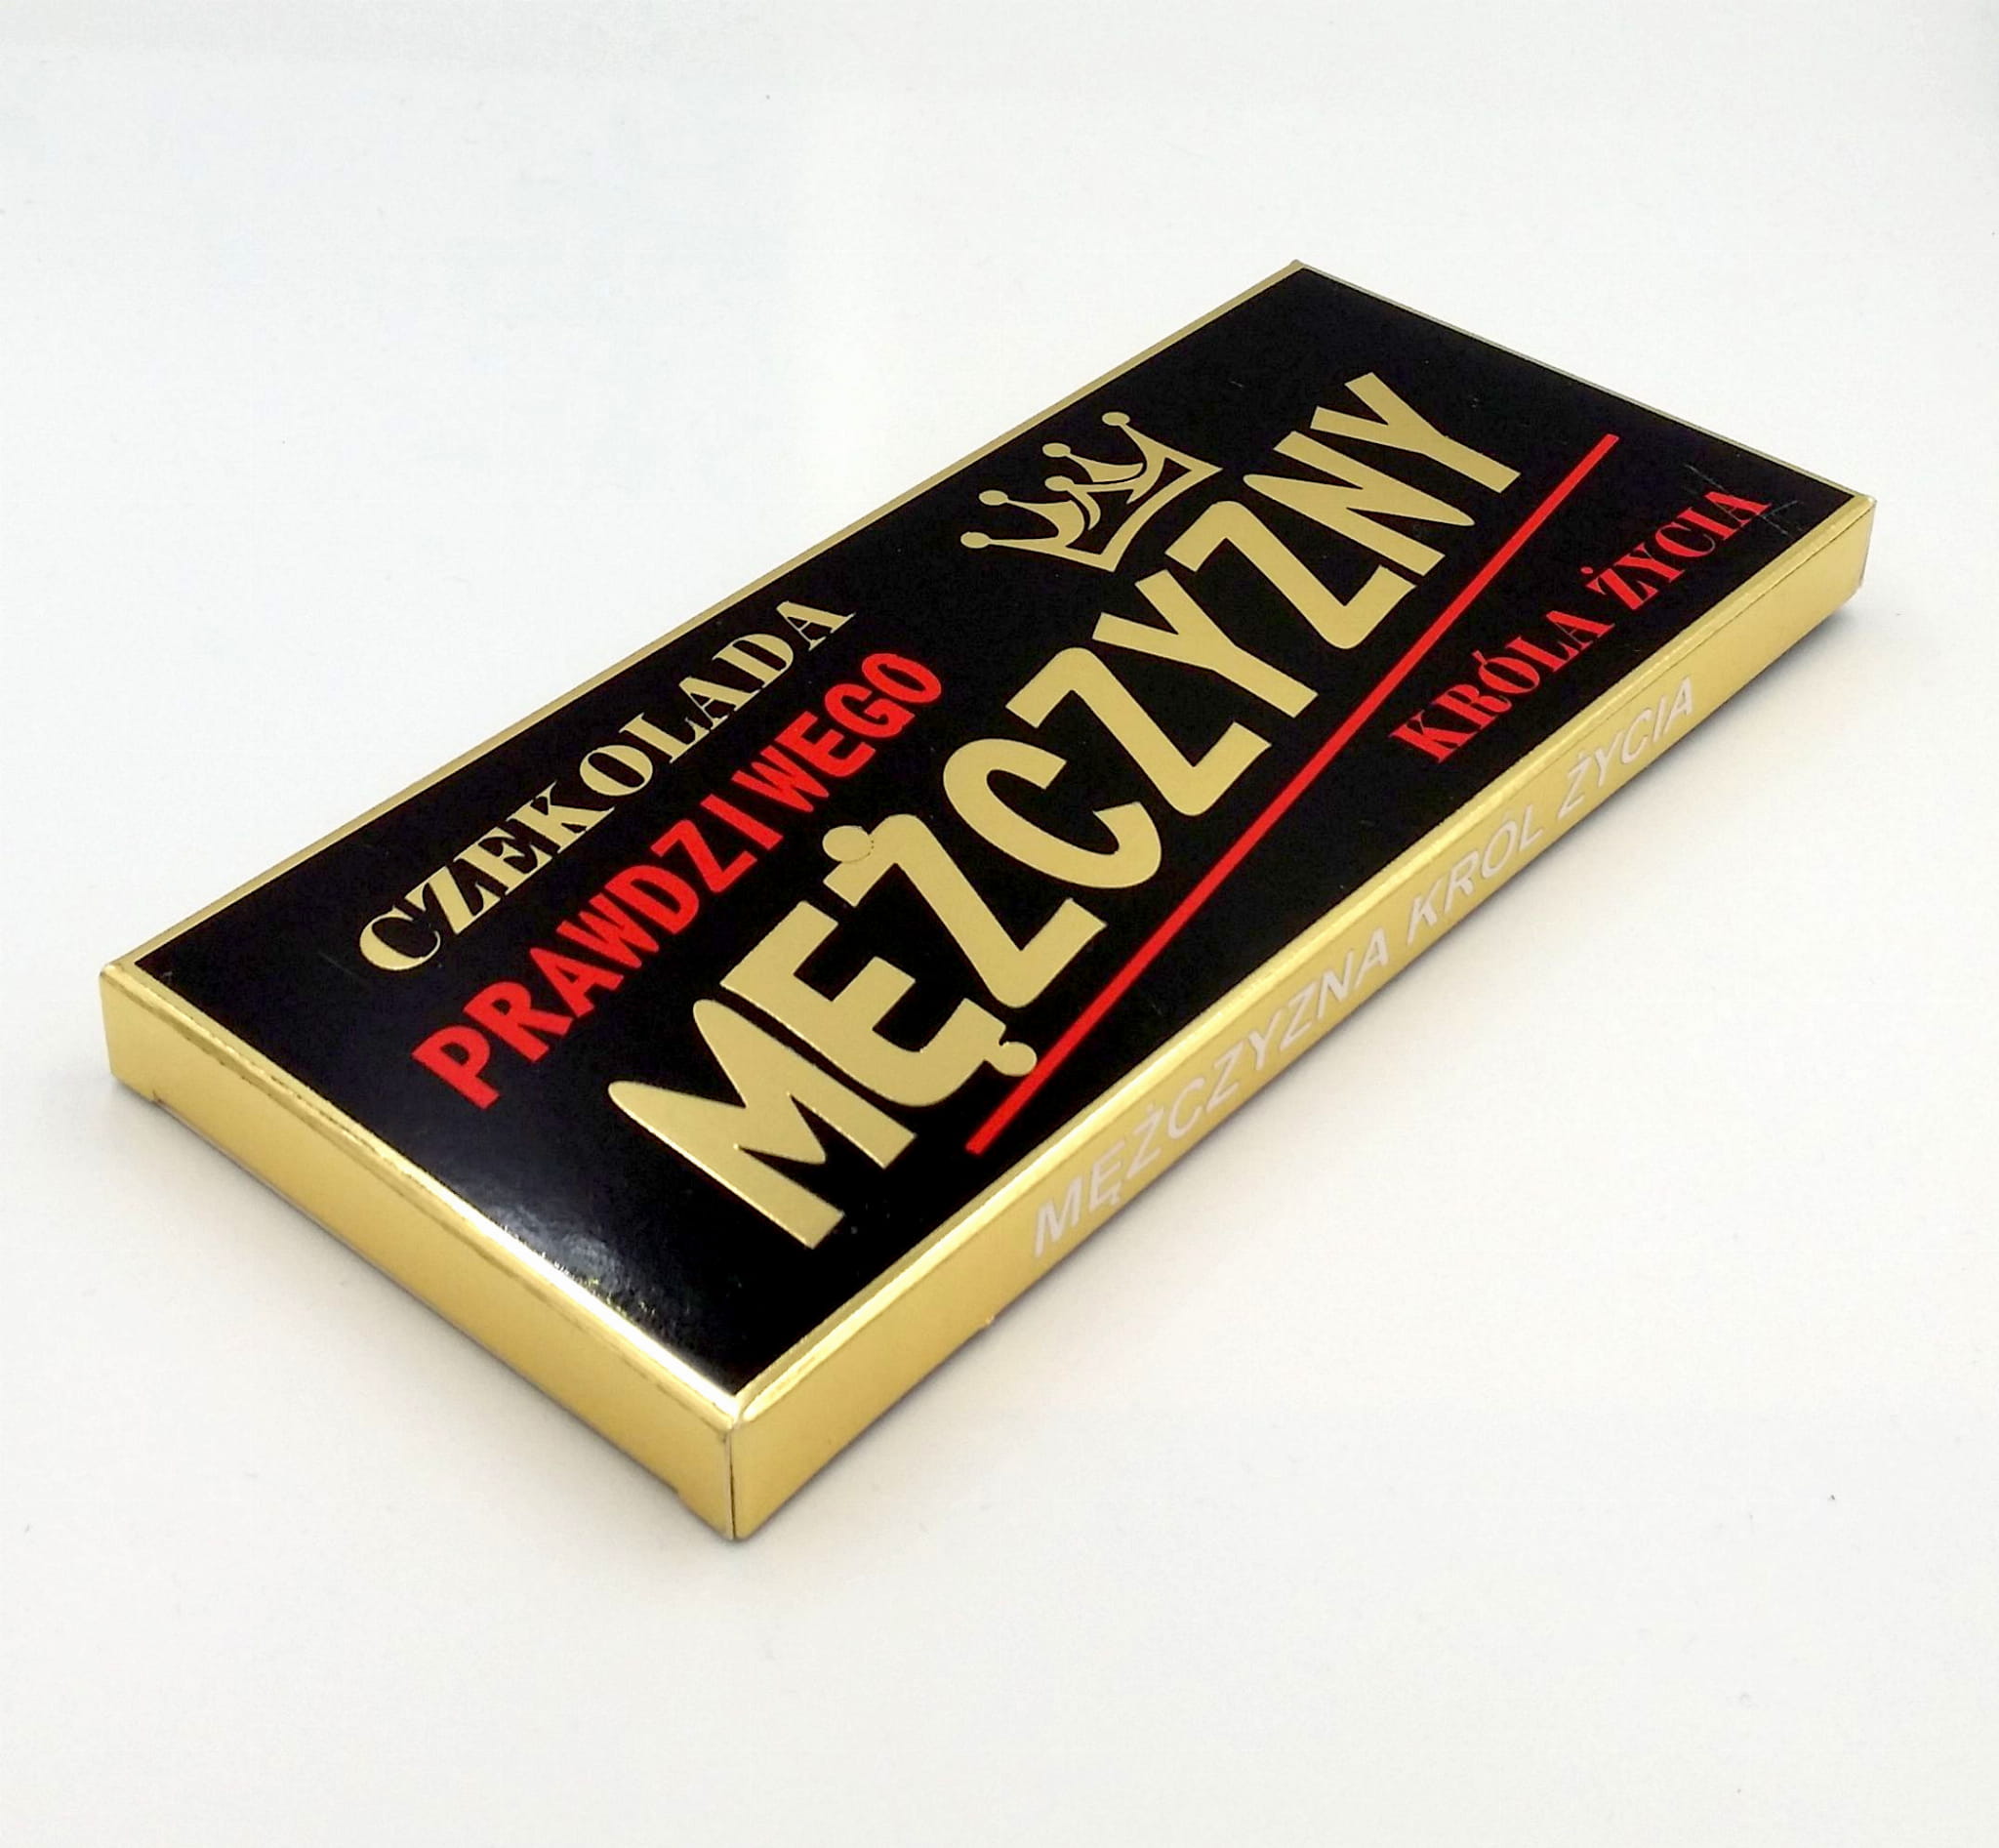 CZEKOLADA
PRAWDZIWEGO
MĘŻCZYZNY
KRÓLA ŻYCIA
MĘŻCZYZNA KRÓL ŻYCIA